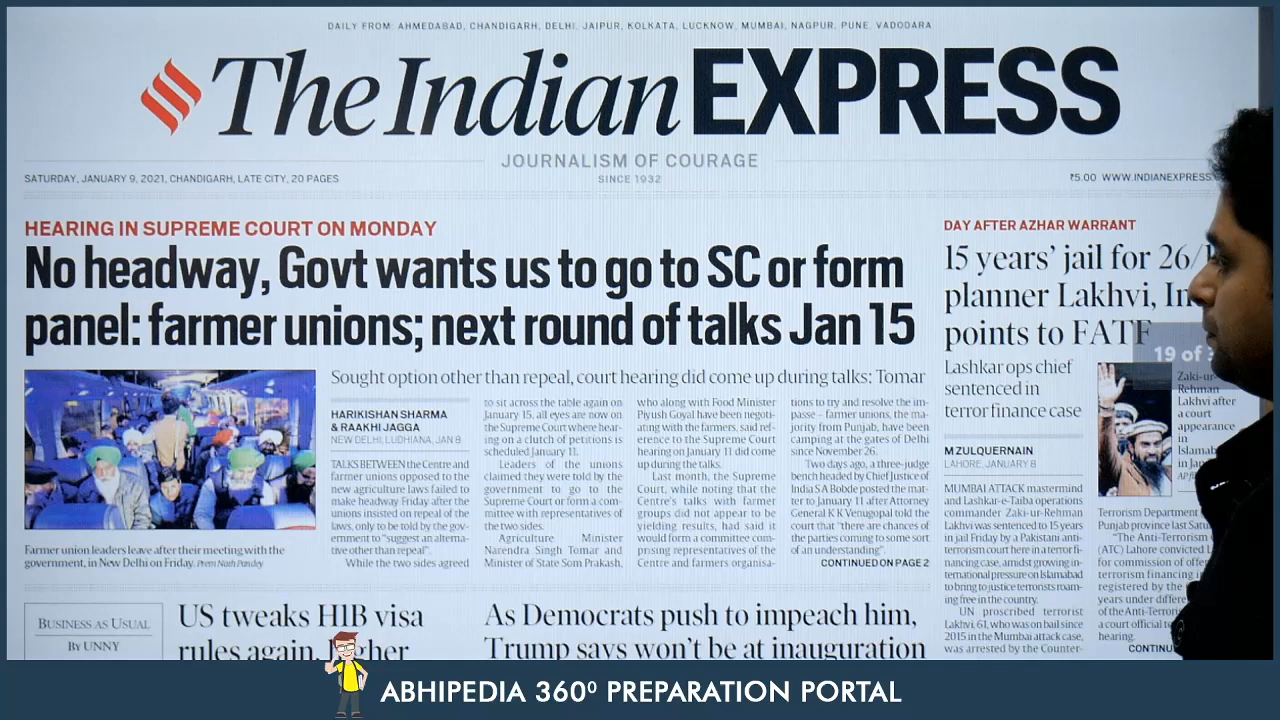 DAILY FROM: AHMEDABAD, CHANDIGARH, DELHI, JAIPUR, KOLKATA, LUCKNOW, MUMBAI, NAGPUR, PUNE, VADODARA
The Indian EXPRESS
JOURNALISM OF COURAGE
SINCE 1932
SATURDAY, JANUARY 9, 2021, CHANDIGARH, LATE CITY, 20 PAGES
₹5.00 WWW.INDIANEXPRESS.
HEARING IN SUPREME COURT ON MONDAY
No headway, Govt wants us to go to SC or form
panel: farmer unions; next round of talks Jan 15
Farmer union leaders leave after their meeting with the
government, in New Delhi on Friday. Prem Nath Pandey
Sought option other than repeal, court hearing did come up during talks: Tomar
HARIKISHAN SHARMA
& RAAKHI JAGGA
NEW DELHI, LUDHIANA, JAN 8
TALKS BETWEEN the Centre and
farmer unions opposed to the
new agriculture laws failed to
make headway Friday after the
unions insisted on repeal of the
laws, only to be told by the gov-
ernment to “suggest an alterna-
tive other than repeal”.
While the two sides agreed
to sit across the table again on
January 15, all eyes are now on
the Supreme Court where hear-
ing on a clutch of petitions is
scheduled January 11.
Leaders of the unions
claimed they were told by the
government to go to the
Supreme Court or form a com-
mittee with representatives of
the two sides.
Agriculture Minister
Narendra Singh Tomar and
Minister of State Som Prakash,
who along with Food Minister
Piyush Goyal have been negoti-
ating with the farmers, said ref-
erence to the Supreme Court
hearing on January 11 did come
up during the talks.
Last month, the Supreme
Court, while noting that the
Centre's talks with farmer
groups did not appear to be
yielding results, had said it
would form a committee com-
prising representatives of the
Centre and farmers organisa-
tions to try and resolve the im-
passe – farmer unions, the ma-
jority from Punjab, have been
camping at the gates of Delhi
since November 26.
Two days ago, a three-judge
bench headed by Chief Justice of
India S A Bobde posted the mat-
ter to January 11 after Attorney
General K K Venugopal told the
court that “there are chances of
the parties coming to some sort
of an understanding”.
CONTINUED ON PAGE 2
DAY AFTER AZHAR WARRANT
15 years’ jail for 26/
planner Lakhvi, In
points to FATF
19 of
Lashkar ops chief
sentenced in
terror finance case
M ZULQUERNAIN
LAHORE, JANUARY 8
MUMBAI ATTACK mastermind
and Lashkar-e-Taiba operations
commander Zaki-ur-Rehman
Lakhvi was sentenced to 15 years
in jail Friday by a Pakistani anti-
terrorism court here in a terror fi-
nancing case, amidst growing in-
ternational pressure on Islamabad
to bring to justice terrorists roam-
ing free in the country.
UN proscribed terrorist
Lakhvi, 61, who was on bail since
2015 in the Mumbai attack case,
was arrested by the Counter-
Zaki-ur-
Rehman
Lakhvi after
a court
appearance
in
Islamab
in Jan
Terrorism Department
Punjab province last Satu
“The Anti-Terrorism
(ATC) Lahore convicted L
for commission of offer
terrorism financing i
registered by the
years under differe
of the Anti-Terroris
a court official to
hearing.
CONTINU
BUSINESS AS USUAL
By UNNY
US tweaks H1B visa
rules again, higher
As Democrats push to impeach him,
Trump says won’t be at inauguration
ABHIPEDIA 360⁰ PREPARATION PORTAL